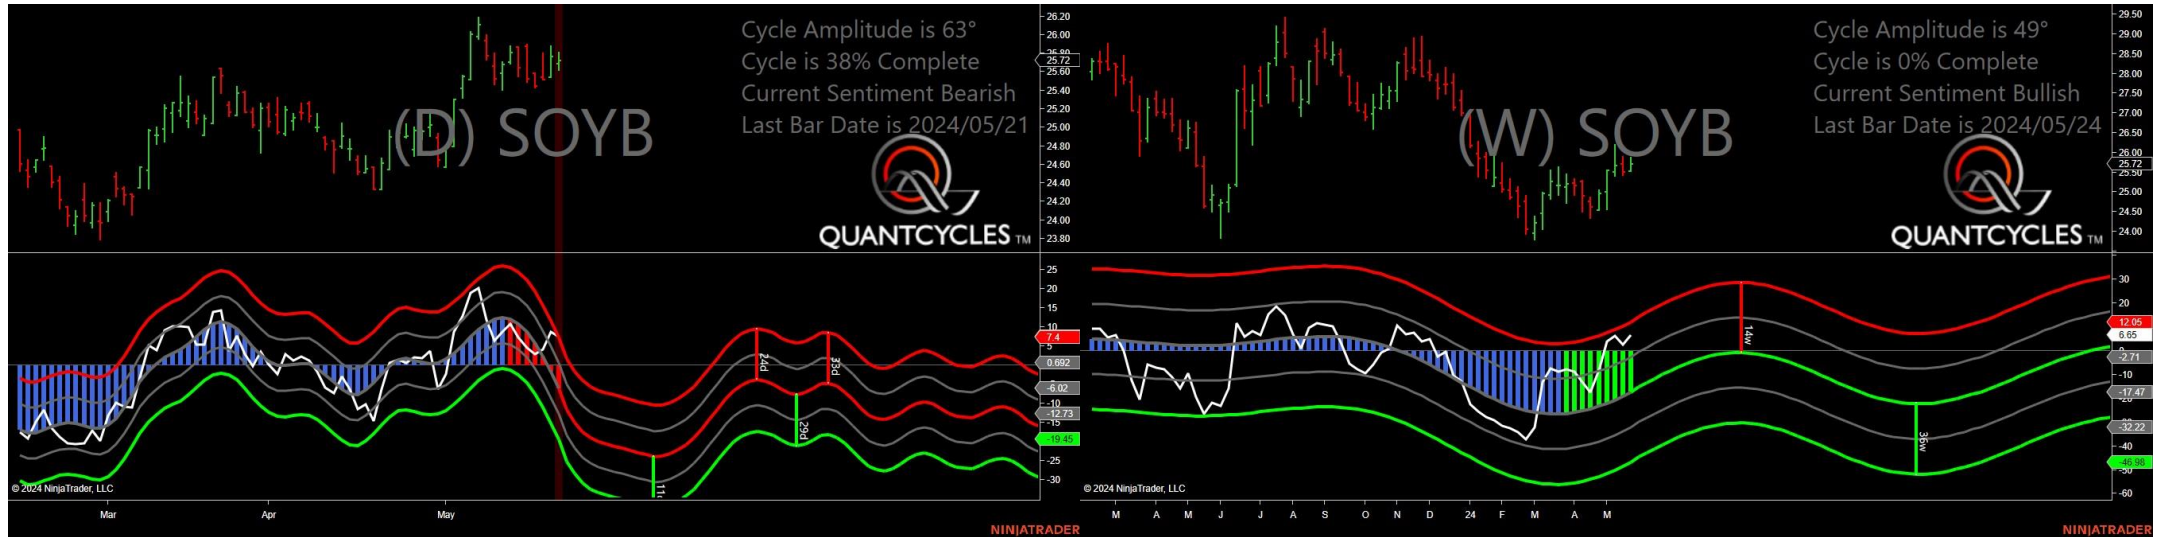 Cycle Amplitude is 63°
Cycle is 38% Complete
Current Sentiment Bearish
Last Bar Date is 2024/05/21
(D) SOYB
QUANTCYCLES TM
26.20
26.00
25.80
25.72
25.60
25.40
25.20
25.00
24.80
24.60
24.40
24.20
24.00
23.80
25
20
15
10
7.4
5
0.692
-6.02
-10
-12.73
-15
-19.45
-25
-30
24d
33d
29d
© 2024 NinjaTrader, LLC
Mar
Apr
May
NINJATRADER
Cycle Amplitude is 49°
Cycle is 0% Complete
Current Sentiment Bullish
Last Bar Date is 2024/05/24
(W) SOYB
QUANTCYCLES TM
29.50
29.00
28.50
28.00
27.50
27.00
26.50
26.00
25.72
25.50
25.00
24.50
24.00
30
20
12.05
6.65
-2.71
-10
-17.47
-32.22
-40
-46.98
-60
14w
36w
© 2024 NinjaTrader, LLC
M A M J J A S O N D 24 F M A M
NINJATRADER